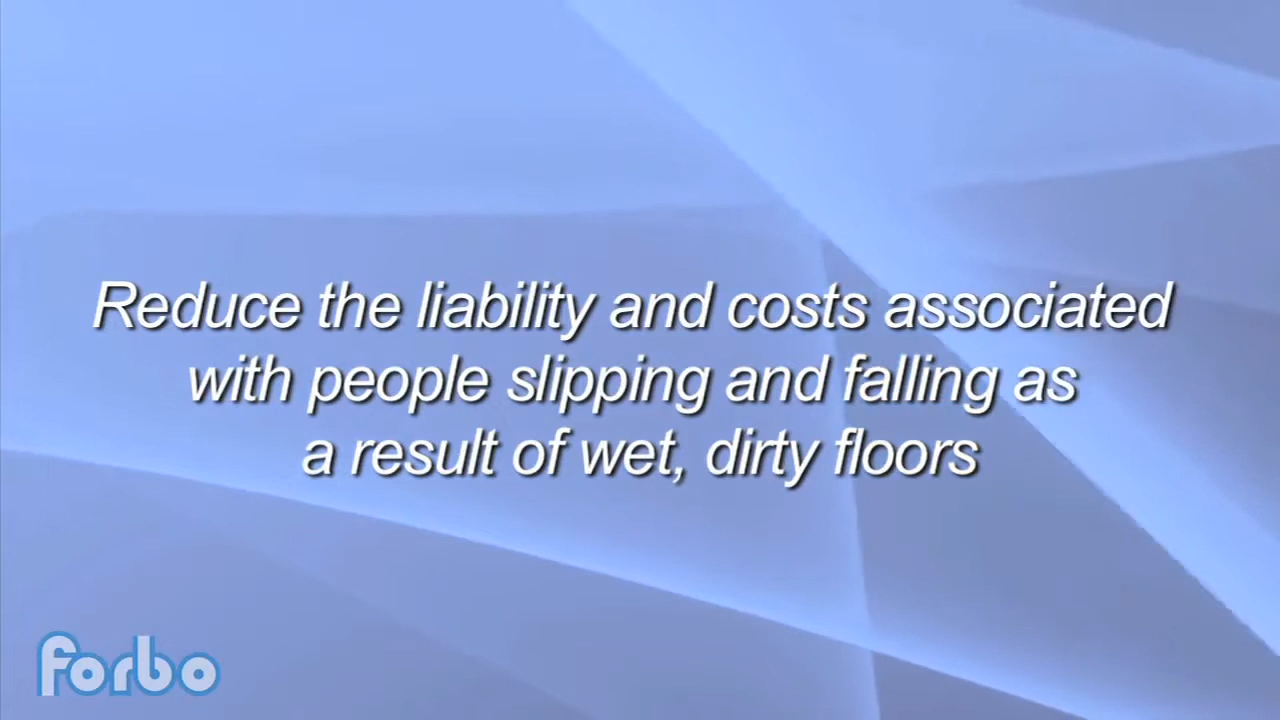 Reduce the liability and costs associated
with people slipping and falling as
a result of wet, dirty floors
forbo